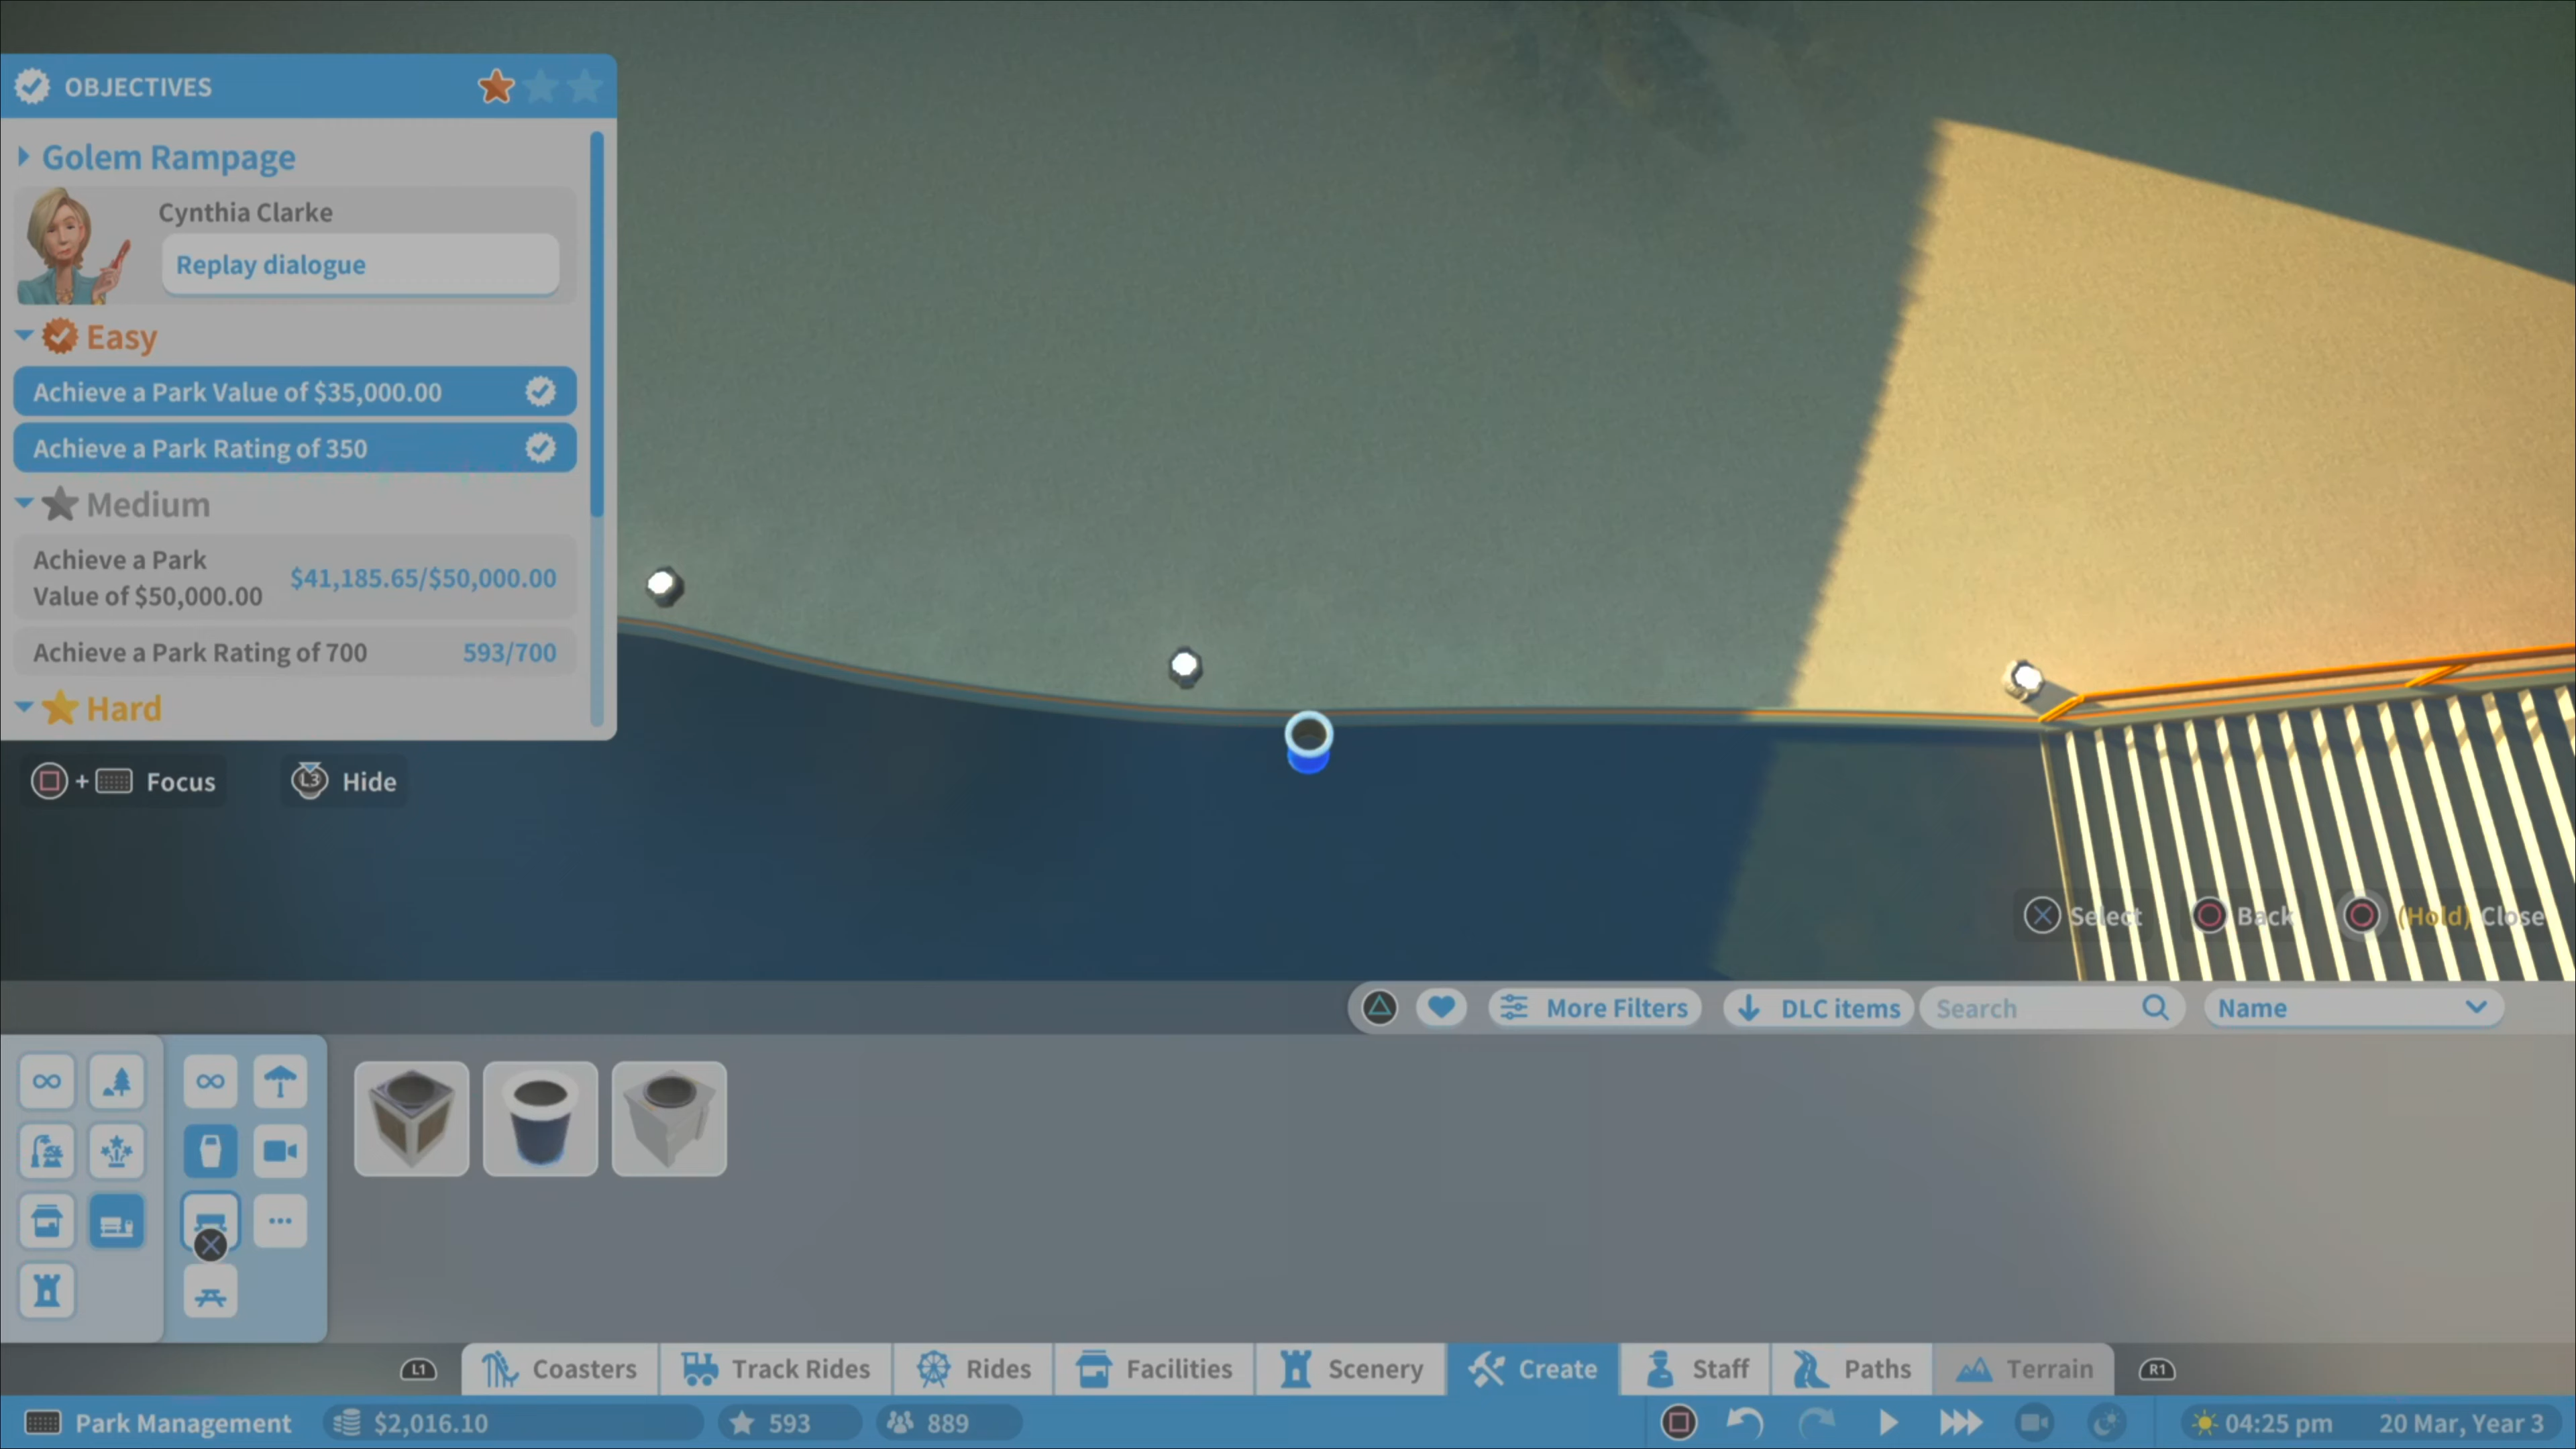 OBJECTIVES
Golem Rampage
Cynthia Clarke
Replay dialogue
Easy
Achieve a Park Value of $35,000.00
Achieve a Park Rating of 350
Medium
Achieve a Park
Value of $50,000.00
$41,185.65/$50,000.00
Achieve a Park Rating of 700 593/700
Hard
+ Focus
L3 Hide
Select Back (Hold) Close
More Filters DLC items Search Name
L1 Coasters Track Rides Rides Facilities Scenery Create Staff Paths Terrain R1
Park Management $2,016.10 593 889 04:25 pm 20 Mar, Year 3